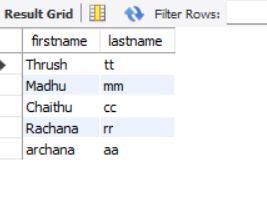 Result Grid Filter Rows:
firstname lastname
Thrush tt
Madhu mm
Chaithu cc
Rachana rr
archana aa